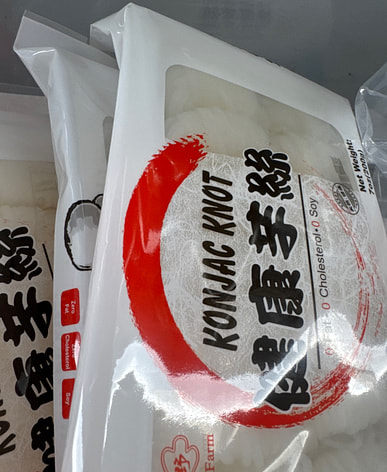 KONJAC KNOT
健康芋絲
0 Fat • 0 Cholesterol • 0 Soy
Net Weight:
Farm
Zero
Fat
Cholesterol
Soy
健康芋絲